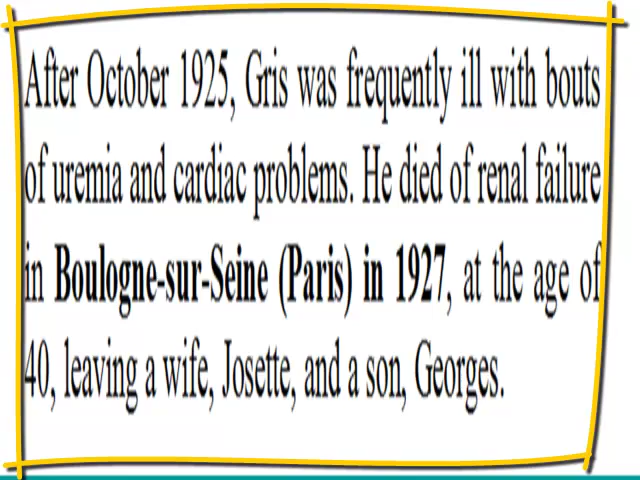 After October 1925, Gris was frequently ill with bouts
of uremia and cardiac problems. He died of renal failure
in Boulogne-sur-Seine (Paris) in 1927, at the age of
40, leaving a wife, Josette, and a son, Georges.